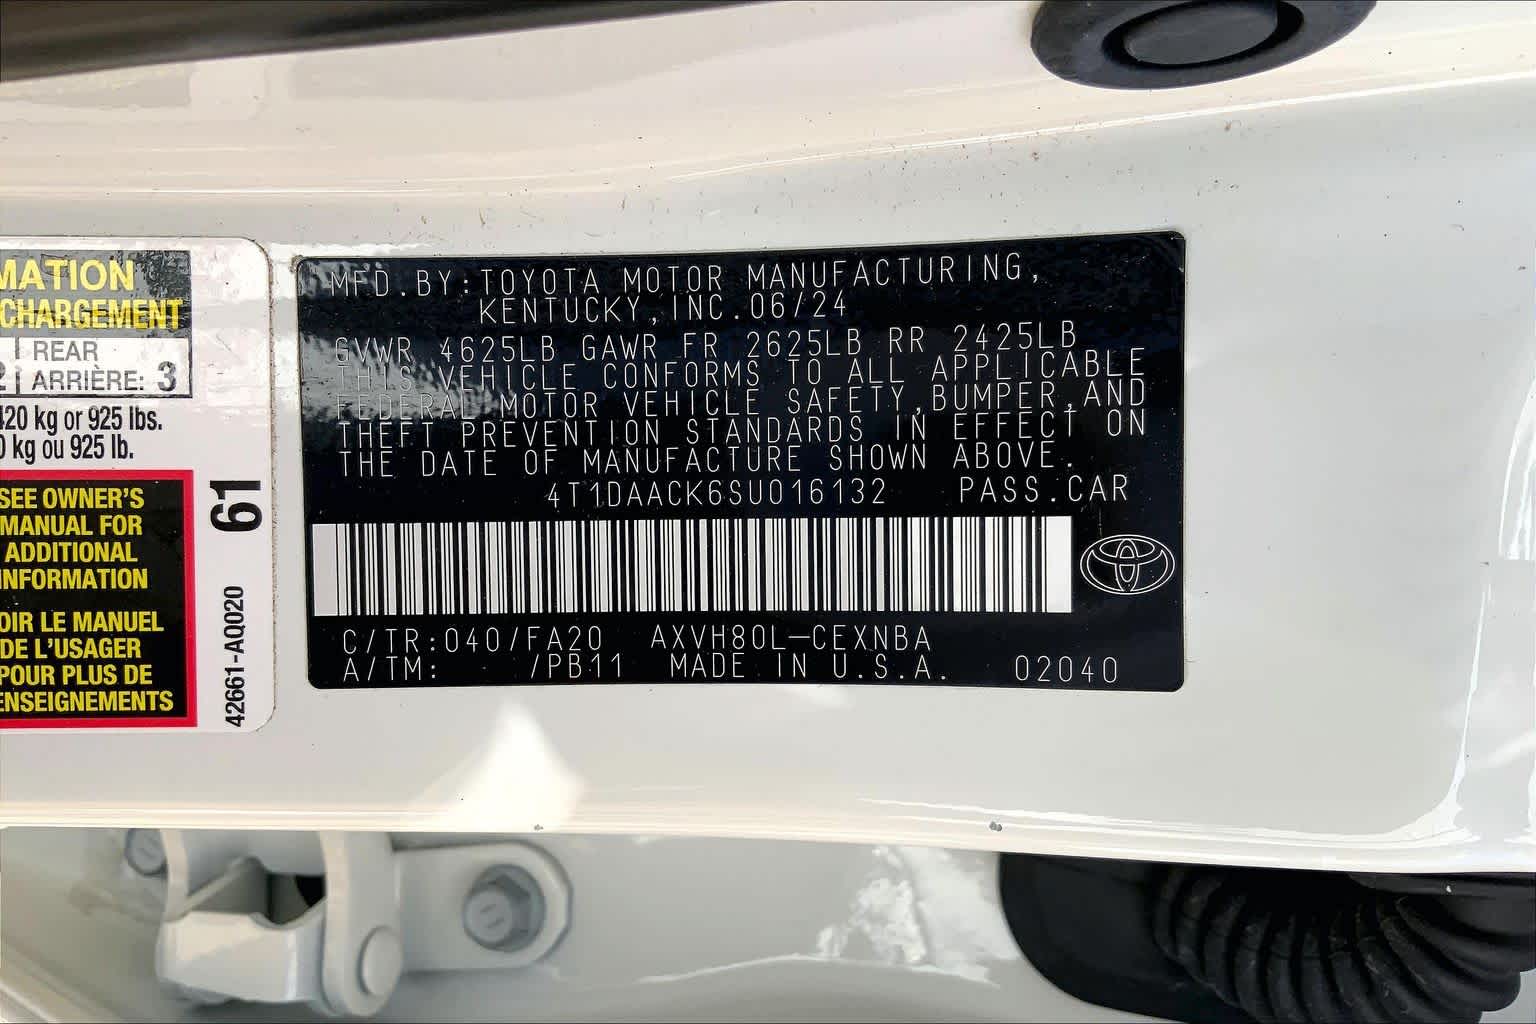 MATION
CHARGEMENT
2 REAR
ARRIÈRE: 3
420 kg or 925 lbs.
0 kg ou 925 lb.
SEE OWNER'S
MANUAL FOR
ADDITIONAL
INFORMATION
OIR LE MANUEL
DE L'USAGER
POUR PLUS DE
ENSEIGNEMENTS
61
42661-AQ020
MFD.BY:TOYOTA MOTOR MANUFACTURING,
KENTUCKY,INC.06/24
GVWR 4625LB GAWR FR 2625LB RR 2425LB
THIS VEHICLE CONFORMS TO ALL APPLICABLE
FEDERAL MOTOR VEHICLE SAFETY,BUMPER,AND
THEFT PREVENTION STANDARDS IN EFFECT ON
THE DATE OF MANUFACTURE SHOWN ABOVE.
4T1DAACK6SU016132 PASS.CAR
C/TR:040/FA20 AXVH80L-CEXNBA
A/TM: /PB11 MADE IN U.S.A. 02040